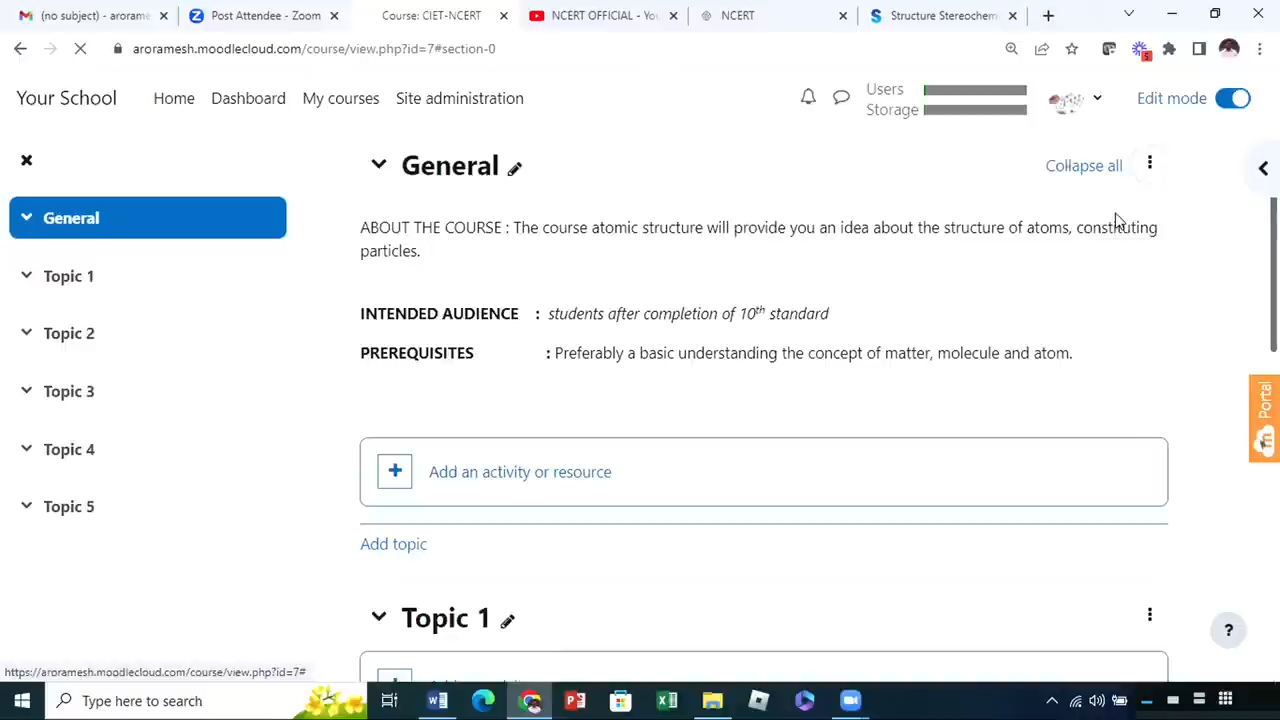 (no subject) - arorame
Post Attendee - Zoom
Course: CIET-NCERT
NCERT OFFICIAL - You
NCERT
Structure Stereochem
arorarmesh.moodlecloud.com/course/view.php?id=7#section-0
5
Your School
Home
Dashboard
My courses
Site administration
Users
Storage
Edit mode
General
Collapse all
General
Topic 1
Topic 2
Topic 3
Topic 4
Topic 5
ABOUT THE COURSE : The course atomic structure will provide you an idea about the structure of atoms, constituting
particles.
INTENDED AUDIENCE : students after completion of 10th standard
PREREQUISITES : Preferably a basic understanding the concept of matter, molecule and atom.
Portal
Add an activity or resource
Add topic
Topic 1
?
https://aroramesh.moodlecloud.com/course/view.php?id=7#
Type here to search